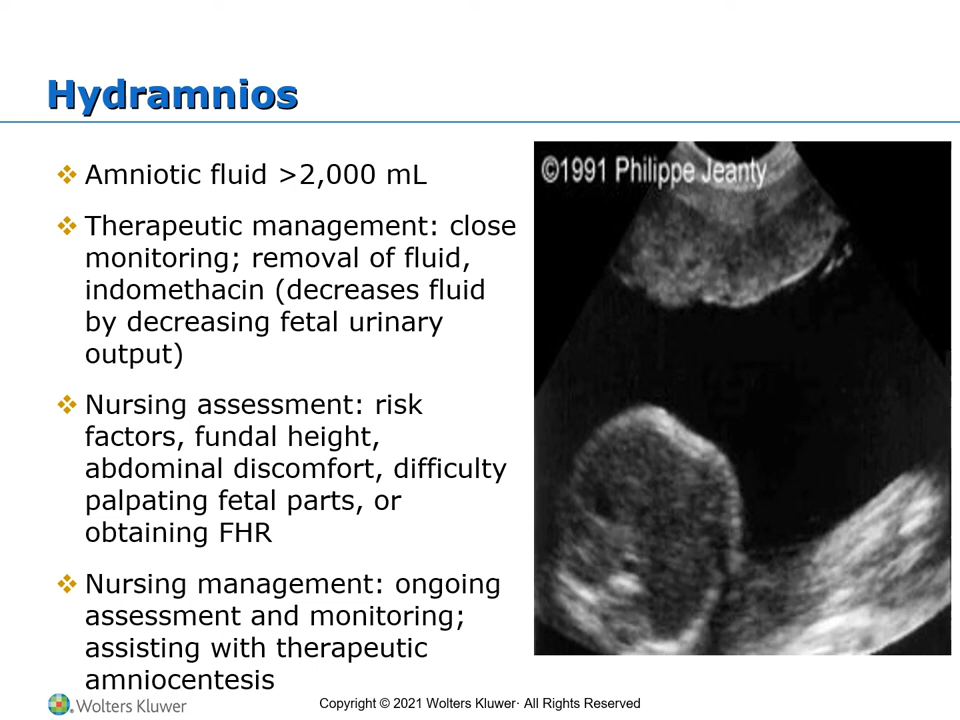 Hydramnios
Amniotic fluid >2,000 mL
Therapeutic management: close
monitoring; removal of fluid,
indomethacin (decreases fluid
by decreasing fetal urinary
output)
Nursing assessment: risk
factors, fundal height,
abdominal discomfort, difficulty
palpating fetal parts, or
obtaining FHR
Nursing management: ongoing
assessment and monitoring;
assisting with therapeutic
amniocentesis
©1991 Philippe Jeanty
Wolters Kluwer
Copyright © 2021 Wolters Kluwer· All Rights Reserved